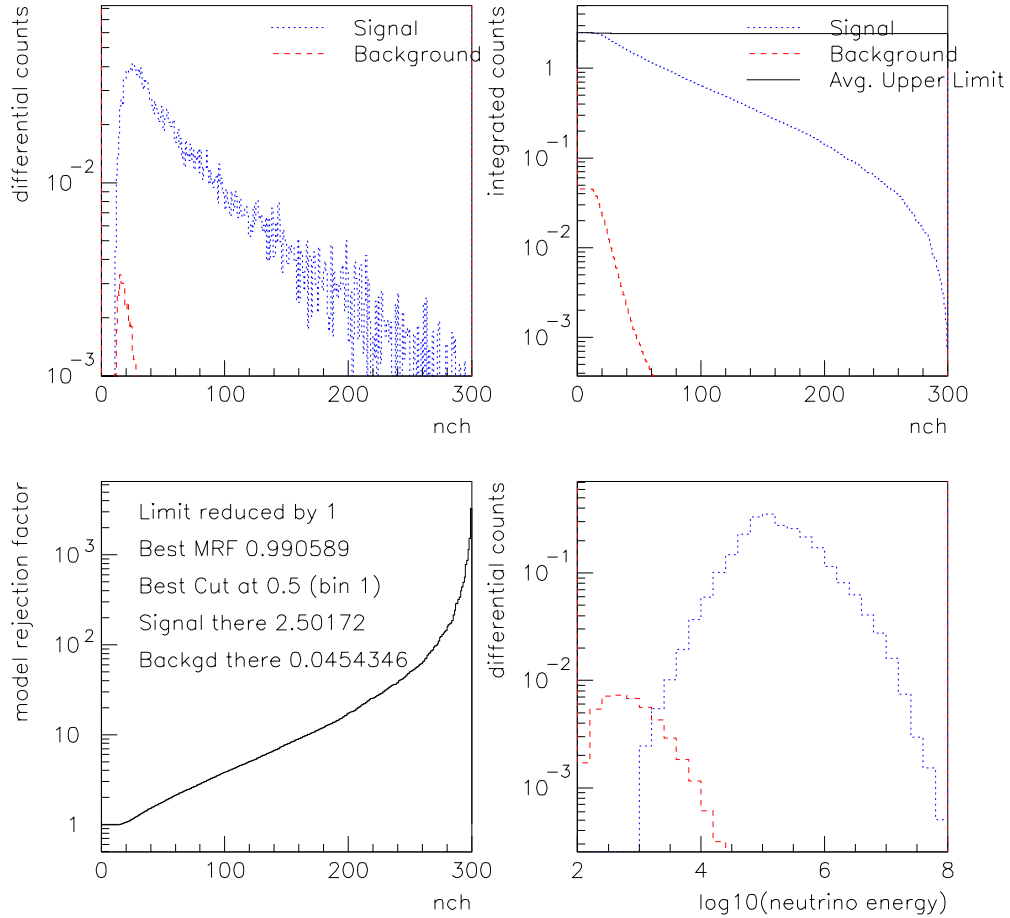 differential counts
Signal
Background
10^-2
10^-3
0
100
200
300
nch
integrated counts
Signal
Background
Avg. Upper Limit
1
10^-1
10^-2
10^-3
0
100
200
300
nch
model rejection factor
Limit reduced by 1
Best MRF 0.990589
Best Cut at 0.5 (bin 1)
Signal there 2.50172
Backgd there 0.0454346
10^3
10^2
10
1
0
100
200
300
nch
differential counts
10^-1
10^-2
10^-3
2
4
6
8
log10(neutrino energy)